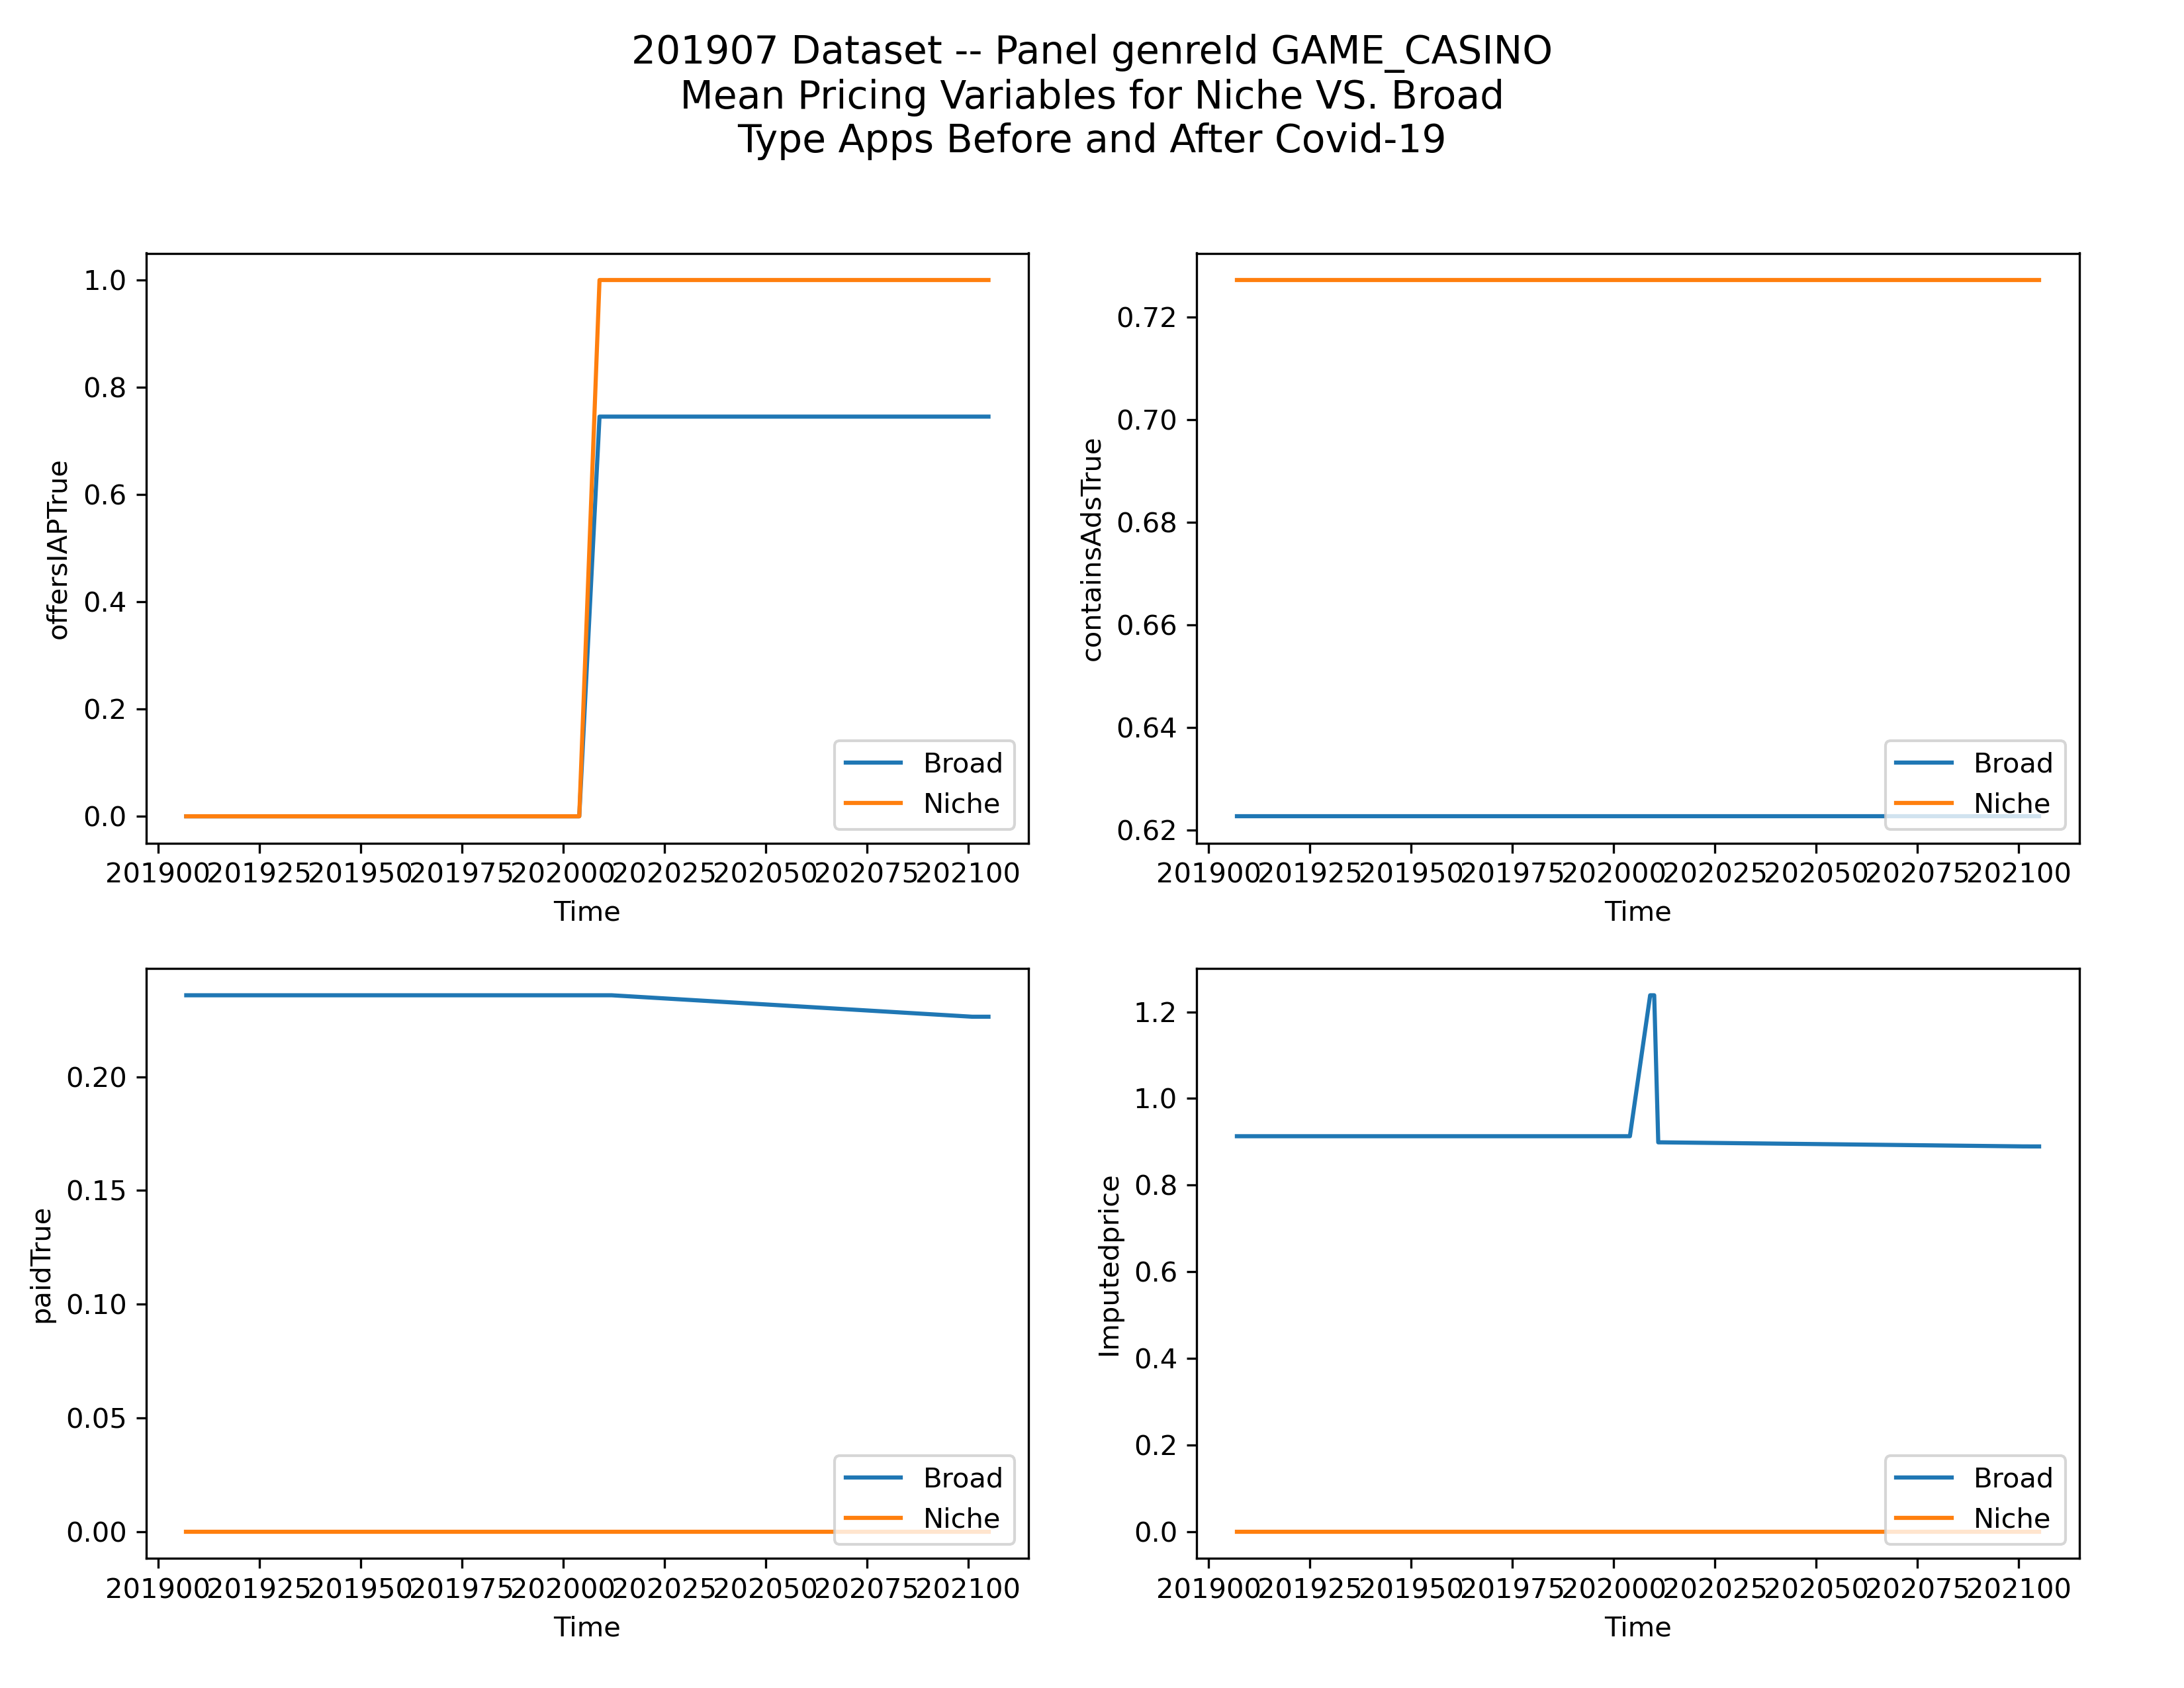 201907 Dataset -- Panel genreId GAME_CASINO
Mean Pricing Variables for Niche VS. Broad
Type Apps Before and After Covid-19
offersIAPTrue
1.0
0.8
0.6
0.4
0.2
0.0
201900 201925 201950 201975 202000 202025 202050 202075 202100
Time
Broad
Niche
containsAdsTrue
0.72
0.70
0.68
0.66
0.64
0.62
201900 201925 201950 201975 202000 202025 202050 202075 202100
Time
Broad
Niche
paidTrue
0.20
0.15
0.10
0.05
0.00
201900 201925 201950 201975 202000 202025 202050 202075 202100
Time
Broad
Niche
Imputedprice
1.2
1.0
0.8
0.6
0.4
0.2
0.0
201900 201925 201950 201975 202000 202025 202050 202075 202100
Time
Broad
Niche